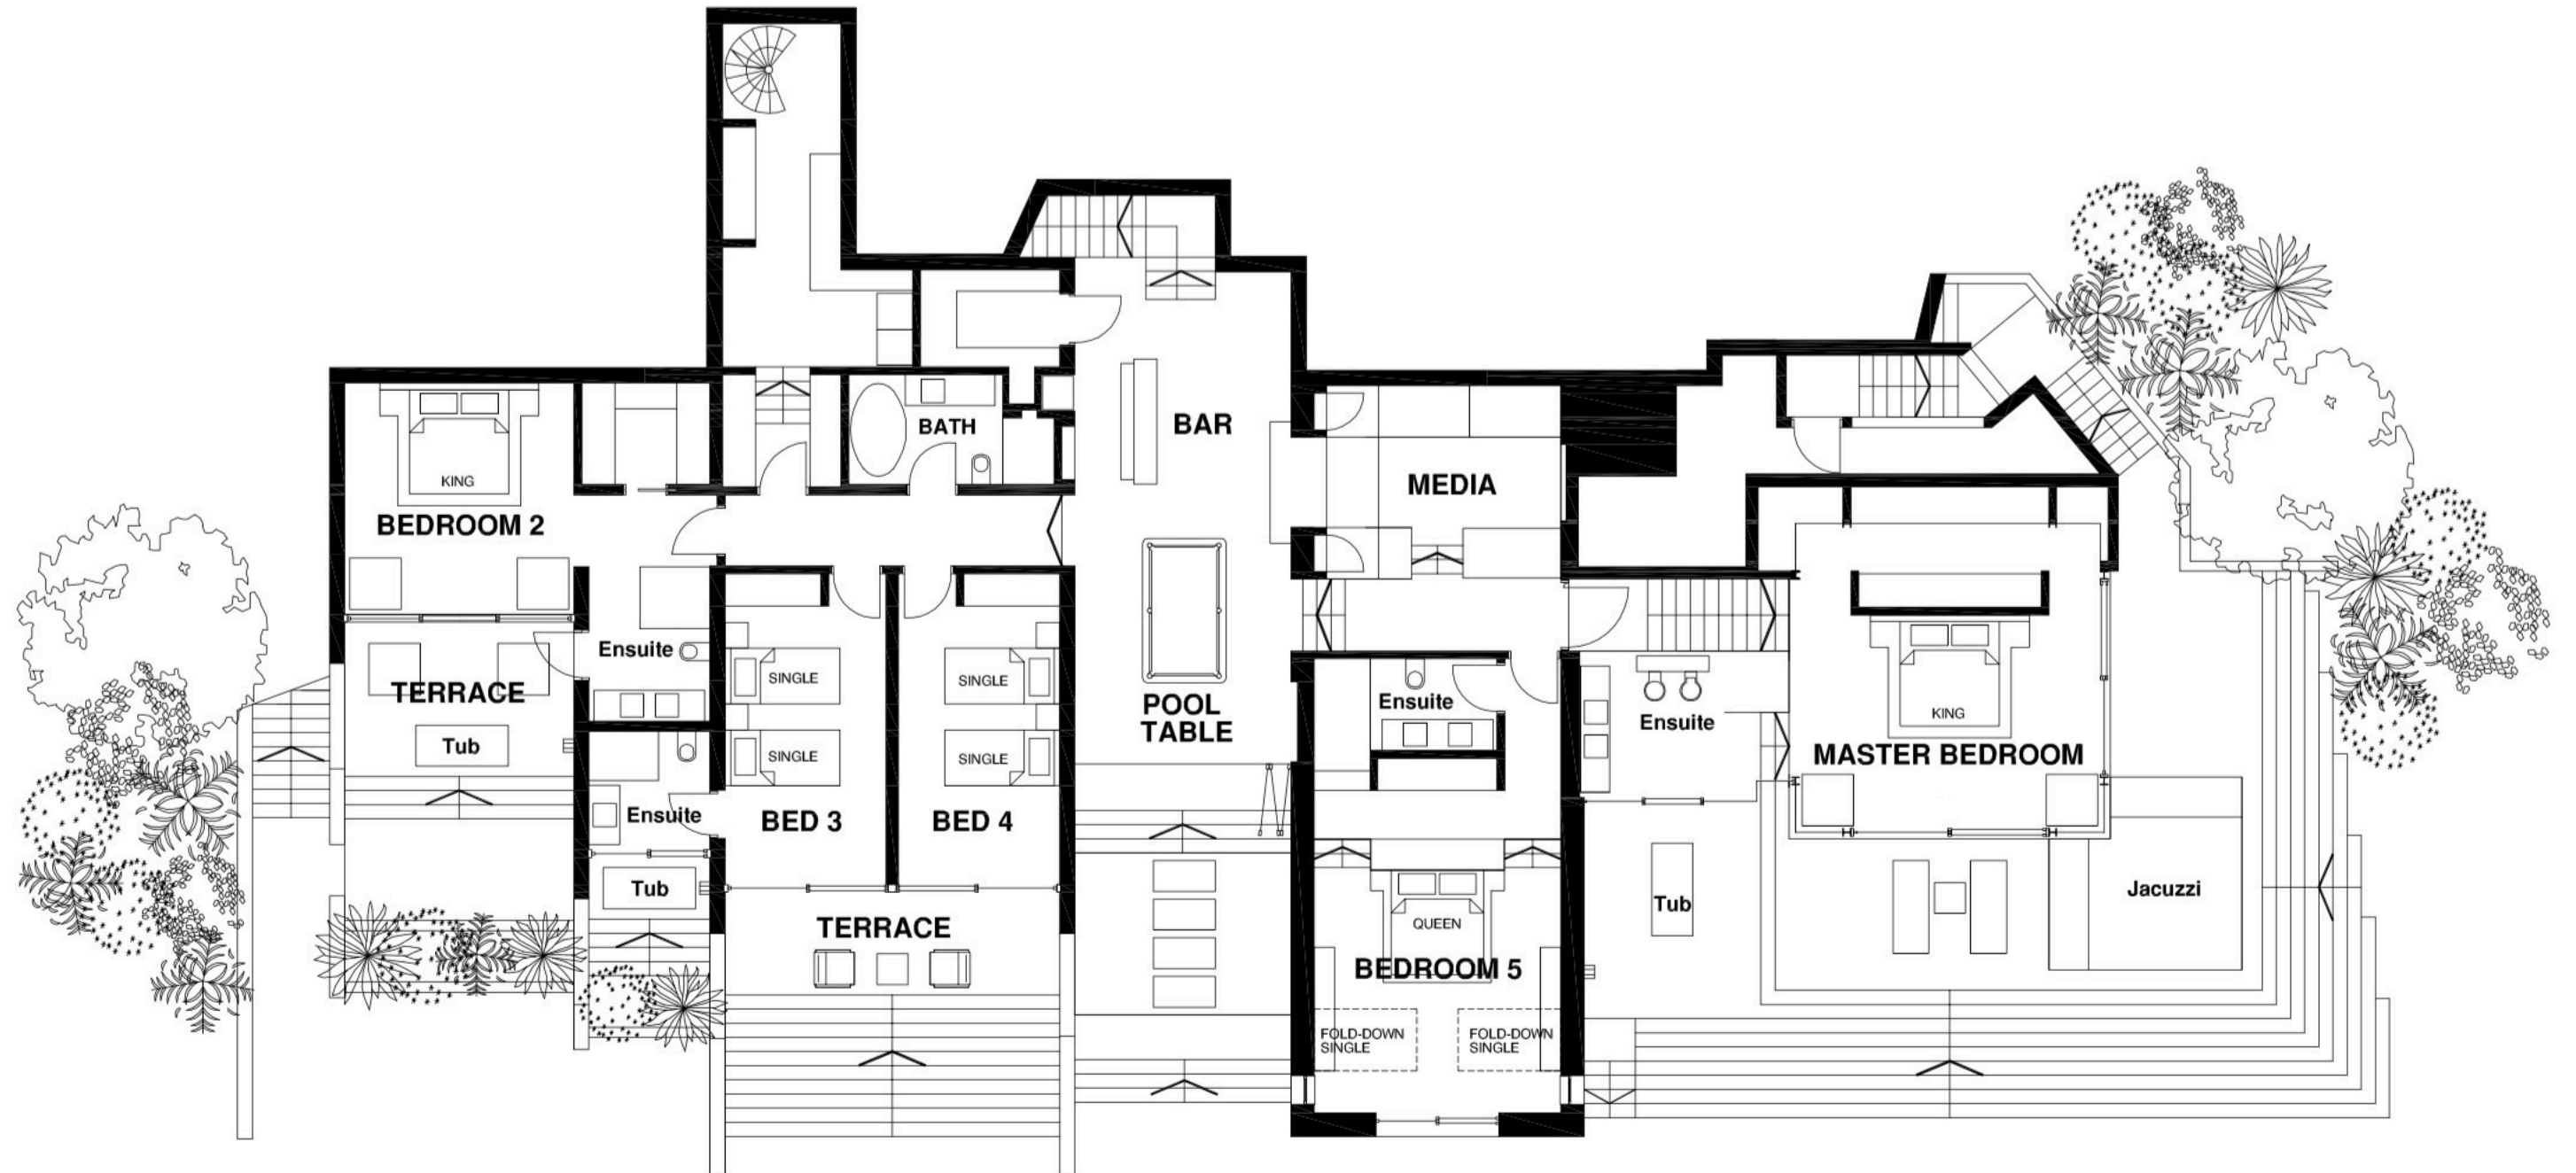 BATH
BAR
KING
MEDIA
BEDROOM 2
Ensuite
SINGLE
SINGLE
TERRACE
POOL
TABLE
Ensuite
Ensuite
KING
Tub
SINGLE
SINGLE
MASTER BEDROOM
Ensuite
BED 3
BED 4
Tub
Tub
Jacuzzi
TERRACE
QUEEN
BEDROOM 5
FOLD-DOWN
SINGLE
FOLD-DOWN
SINGLE